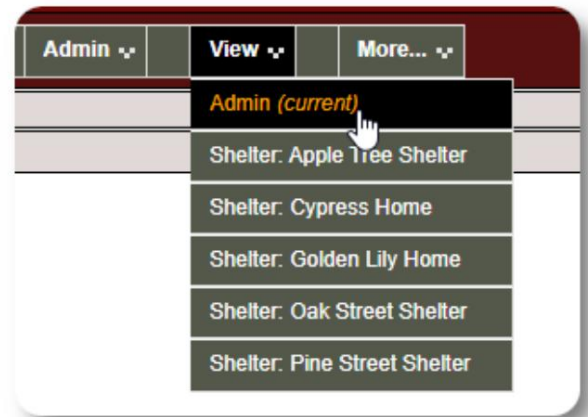 Admin View More...
Admin (current)
Shelter: Apple Tree Shelter
Shelter: Cypress Home
Shelter: Golden Lily Home
Shelter: Oak Street Shelter
Shelter: Pine Street Shelter